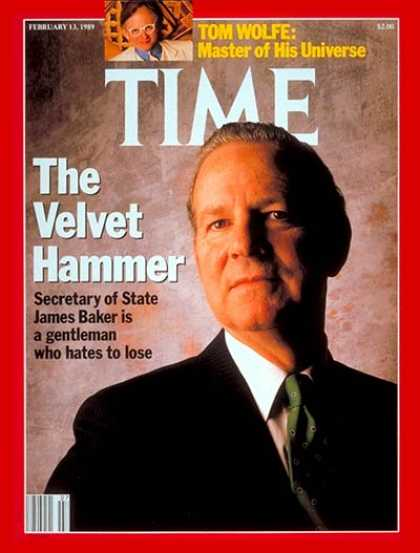 FEBRUARY 13, 1989
TOM WOLFE:
Master of His Universe
$2.00
TIME
The
Velvet
Hammer
Secretary of State
James Baker is
a gentleman
who hates to lose